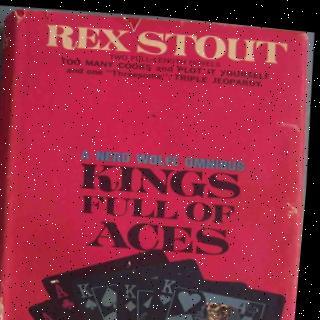 REX STOUT
TWO FULL-LENGTH NOVELS
TOO MANY COOKS and PLOT IT YOURSELF
and one "Threesome," TRIPLE JEOPARDY.
A NERO WOLFE OMNIBUS
KINGS
FULL OF
ACES
A K K K